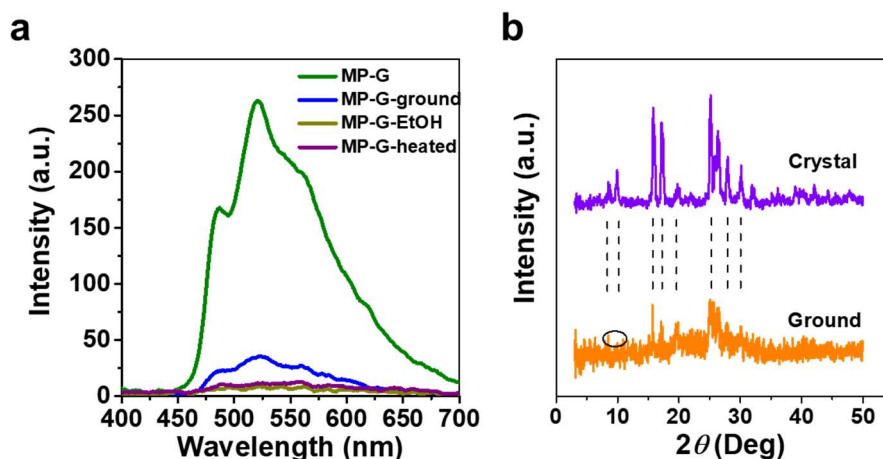 a
300
250
200
150
100
50
0
Intensity (a.u.)
400 450 500 550 600 650 700
Wavelength (nm)
MP-G
MP-G-ground
MP-G-EtOH
MP-G-heated
b
Intensity (a.u.)
Crystal
Ground
0 10 20 30 40 50
2θ (Deg)